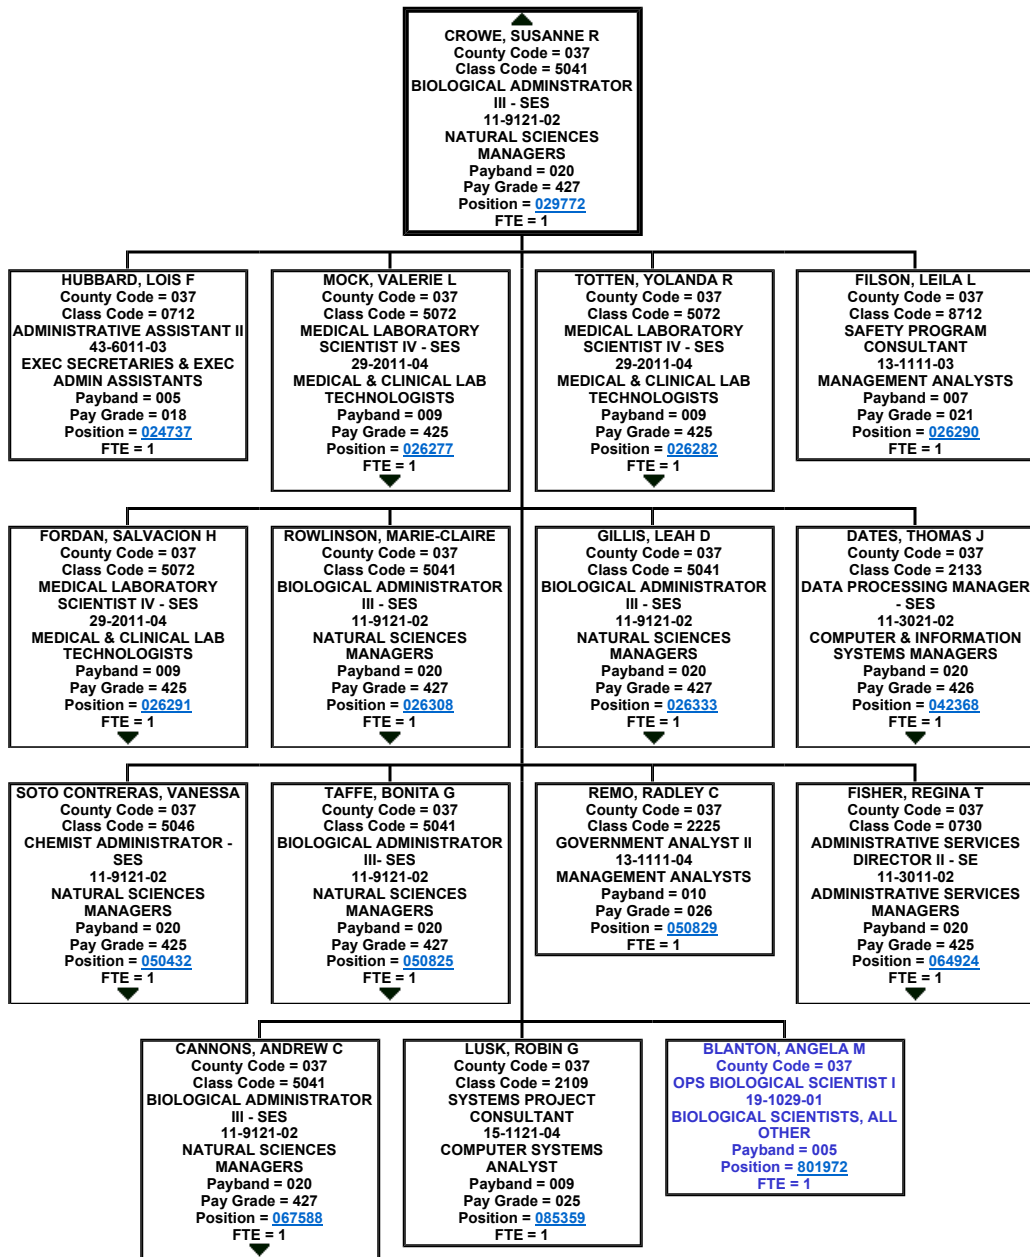 CROWE, SUSANNE R
County Code = 037
Class Code = 5041
BIOLOGICAL ADMINSTRATOR
III - SES
11-9121-02
NATURAL SCIENCES
MANAGERS
Payband = 020
Pay Grade = 427
Position = 029772
FTE = 1
HUBBARD, LOIS F
County Code = 037
Class Code = 0712
ADMINISTRATIVE ASSISTANT II
43-6011-03
EXEC SECRETARIES & EXEC
ADMIN ASSISTANTS
Payband = 005
Pay Grade = 018
Position = 024737
FTE = 1
MOCK, VALERIE L
County Code = 037
Class Code = 5072
MEDICAL LABORATORY
SCIENTIST IV - SES
29-2011-04
MEDICAL & CLINICAL LAB
TECHNOLOGISTS
Payband = 009
Pay Grade = 425
Position = 026277
FTE = 1
TOTTEN, YOLANDA R
County Code = 037
Class Code = 5072
MEDICAL LABORATORY
SCIENTIST IV - SES
29-2011-04
MEDICAL & CLINICAL LAB
TECHNOLOGISTS
Payband = 009
Pay Grade = 425
Position = 026282
FTE = 1
FILSON, LEILA L
County Code = 037
Class Code = 8712
SAFETY PROGRAM
CONSULTANT
13-1111-03
MANAGEMENT ANALYSTS
Payband = 007
Pay Grade = 021
Position = 026290
FTE = 1
FORDAN, SALVACION H
County Code = 037
Class Code = 5072
MEDICAL LABORATORY
SCIENTIST IV - SES
29-2011-04
MEDICAL & CLINICAL LAB
TECHNOLOGISTS
Payband = 009
Pay Grade = 425
Position = 026291
FTE = 1
ROWLINSON, MARIE-CLAIRE
County Code = 037
Class Code = 5041
BIOLOGICAL ADMINISTRATOR
III - SES
11-9121-02
NATURAL SCIENCES
MANAGERS
Payband = 020
Pay Grade = 427
Position = 026308
FTE = 1
GILLIS, LEAH D
County Code = 037
Class Code = 5041
BIOLOGICAL ADMINISTRATOR
III - SES
11-9121-02
NATURAL SCIENCES
MANAGERS
Payband = 020
Pay Grade = 427
Position = 026333
FTE = 1
DATES, THOMAS J
County Code = 037
Class Code = 2133
DATA PROCESSING MANAGER
- SES
11-3021-02
COMPUTER & INFORMATION
SYSTEMS MANAGERS
Payband = 020
Pay Grade = 426
Position = 042368
FTE = 1
SOTO CONTRERAS, VANESSA
County Code = 037
Class Code = 5046
CHEMIST ADMINISTRATOR -
SES
11-9121-02
NATURAL SCIENCES
MANAGERS
Payband = 020
Pay Grade = 425
Position = 050432
FTE = 1
TAFFE, BONITA G
County Code = 037
Class Code = 5041
BIOLOGICAL ADMINISTRATOR
III- SES
11-9121-02
NATURAL SCIENCES
MANAGERS
Payband = 020
Pay Grade = 427
Position = 050825
FTE = 1
REMO, RADLEY C
County Code = 037
Class Code = 2225
GOVERNMENT ANALYST II
13-1111-04
MANAGEMENT ANALYSTS
Payband = 010
Pay Grade = 026
Position = 050829
FTE = 1
FISHER, REGINA T
County Code = 037
Class Code = 0730
ADMINISTRATIVE SERVICES
DIRECTOR II - SE
11-3011-02
ADMINISTRATIVE SERVICES
MANAGERS
Payband = 020
Pay Grade = 425
Position = 064924
FTE = 1
CANNONS, ANDREW C
County Code = 037
Class Code = 5041
BIOLOGICAL ADMINISTRATOR
III - SES
11-9121-02
NATURAL SCIENCES
MANAGERS
Payband = 020
Pay Grade = 427
Position = 067588
FTE = 1
LUSK, ROBIN G
County Code = 037
Class Code = 2109
SYSTEMS PROJECT
CONSULTANT
15-1121-04
COMPUTER SYSTEMS
ANALYST
Payband = 009
Pay Grade = 025
Position = 085359
FTE = 1
BLANTON, ANGELA M
County Code = 037
OPS BIOLOGICAL SCIENTIST I
19-1029-01
BIOLOGICAL SCIENTISTS, ALL
OTHER
Payband = 005
Position = 801972
FTE = 1